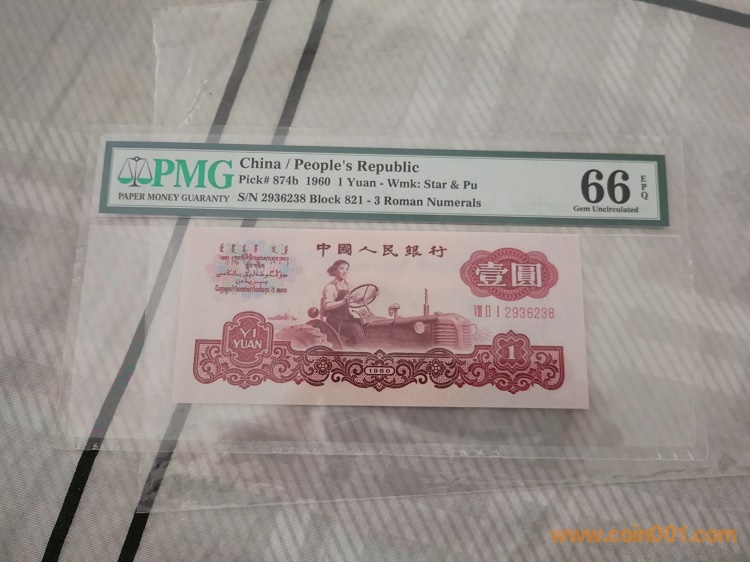 PMG
PAPER MONEY GUARANTY
China / People's Republic
Pick# 874b 1960 1 Yuan - Wmk: Star & Pu
S/N 2936238 Block 821 - 3 Roman Numerals
66 EPQ
Gem Uncirculated
中國人民銀行
壹圓
VIII II I 2936238
YI
YUAN
1960
1
www.coin001.com